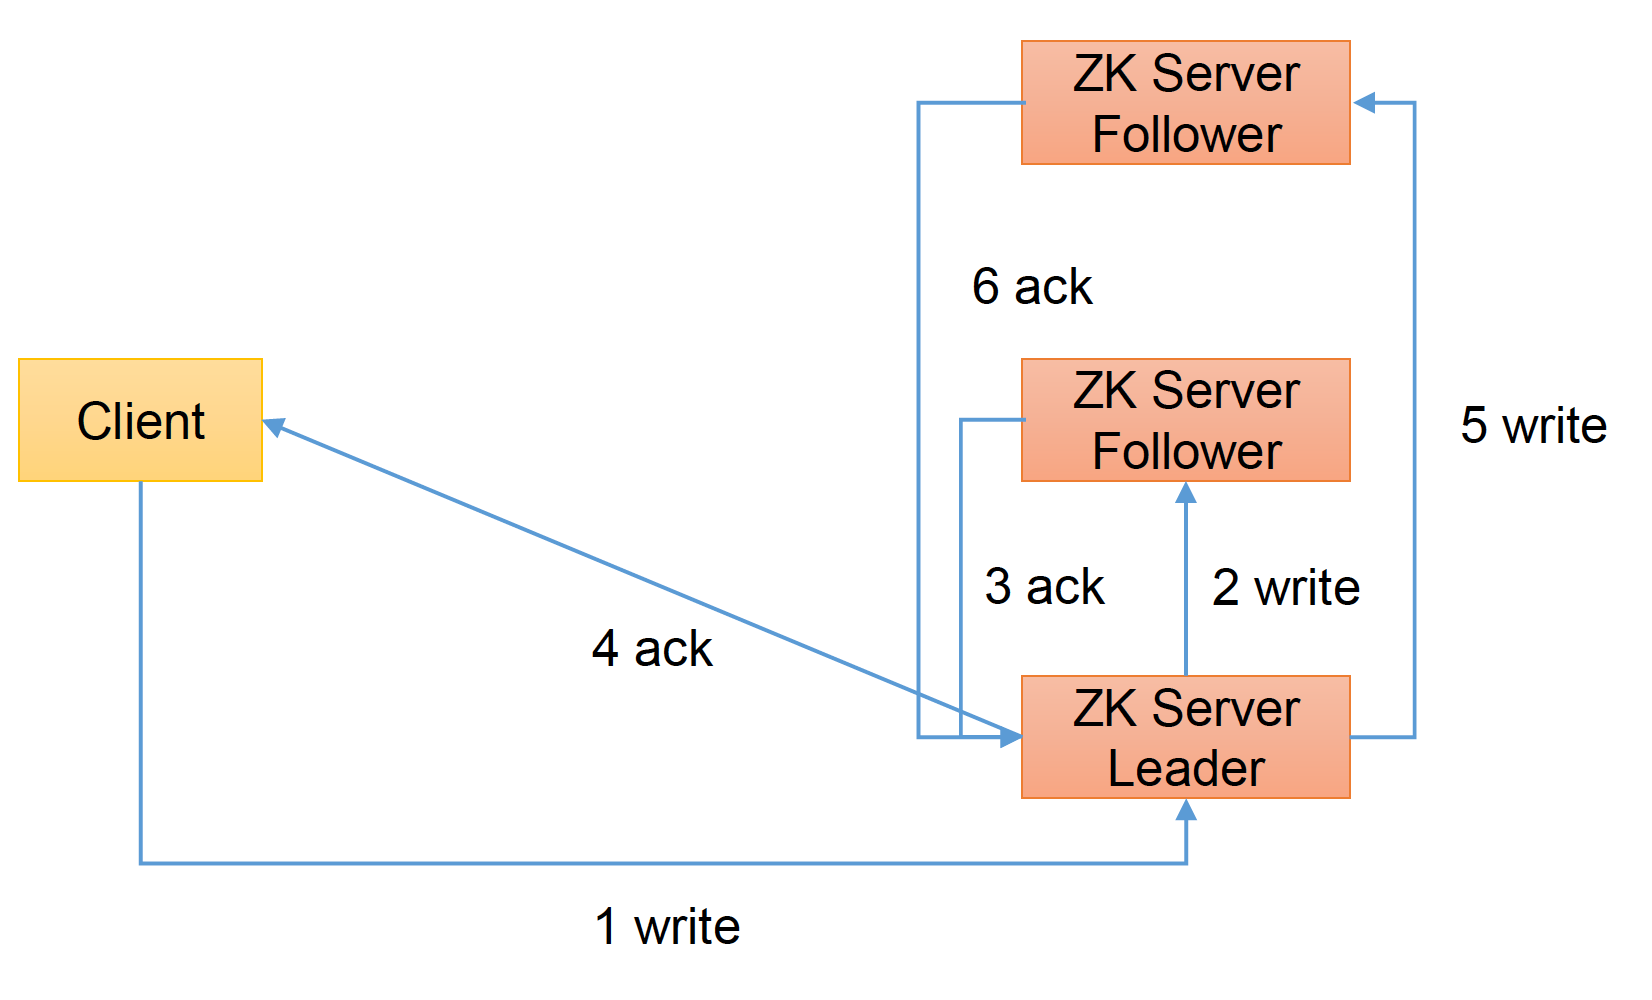 ZK Server
Follower
6 ack
Client
ZK Server
Follower
5 write
3 ack
2 write
4 ack
ZK Server
Leader
1 write